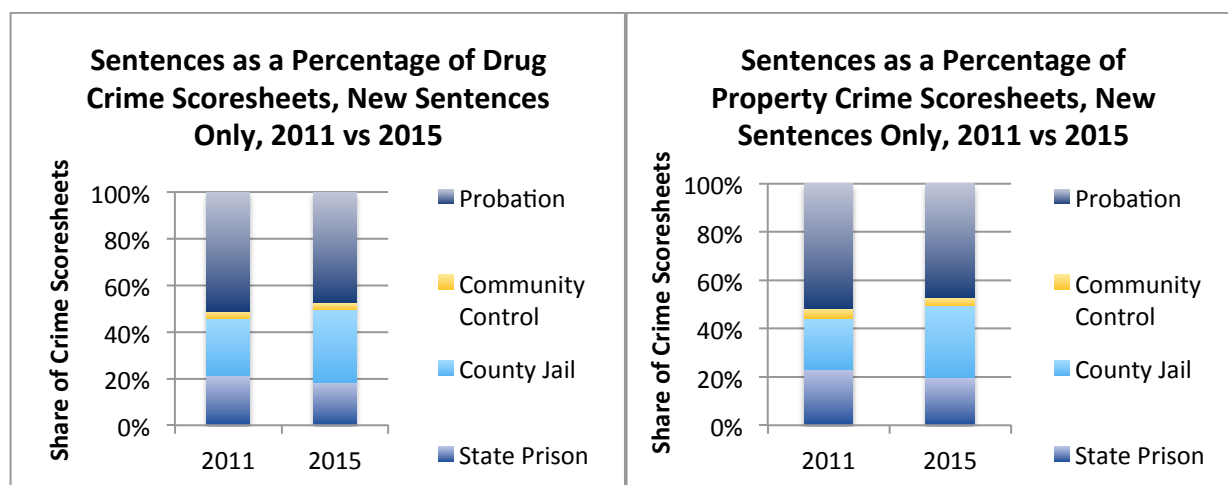 Sentences as a Percentage of Drug
Crime Scoresheets, New Sentences
Only, 2011 vs 2015
Share of Crime Scoresheets
100%
80%
60%
40%
20%
0%
2011 2015
Probation
Community
Control
County Jail
State Prison
Sentences as a Percentage of
Property Crime Scoresheets, New
Sentences Only, 2011 vs 2015
Share of Crime Scoresheets
100%
80%
60%
40%
20%
0%
2011 2015
Probation
Community
Control
County Jail
State Prison